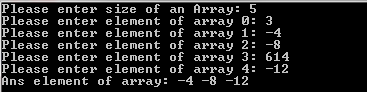 Please enter size of an Array: 5
Please enter element of array 0: 3
Please enter element of array 1: -4
Please enter element of array 2: -8
Please enter element of array 3: 614
Please enter element of array 4: -12
Ans element of array: -4 -8 -12